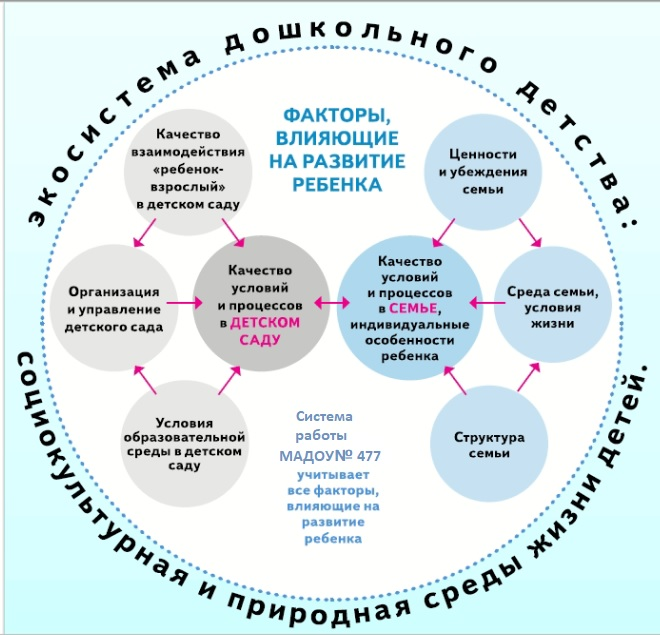 экосистема дошкольного детства:
ФАКТОРЫ,
ВЛИЯЮЩИЕ
НА РАЗВИТИЕ
РЕБЕНКА
Качество
взаимодействия
«ребенок-
взрослый»
в детском саду
Ценности
и убеждения
семьи
Организация
и управление
детского сада
Качество
условий
и процессов
в ДЕТСКОМ
САДУ
Качество
условий
и процессов
в СЕМЬЕ,
индивидуальные
особенности
ребенка
Среда семьи,
условия
жизни
Условия
образовательной
среды в детском
саду
Структура
семьи
Система
работы
МАДОУ№ 477
учитывает
все факторы,
влияющие на
развитие
ребенка
социокультурная и природная среды жизни детей.